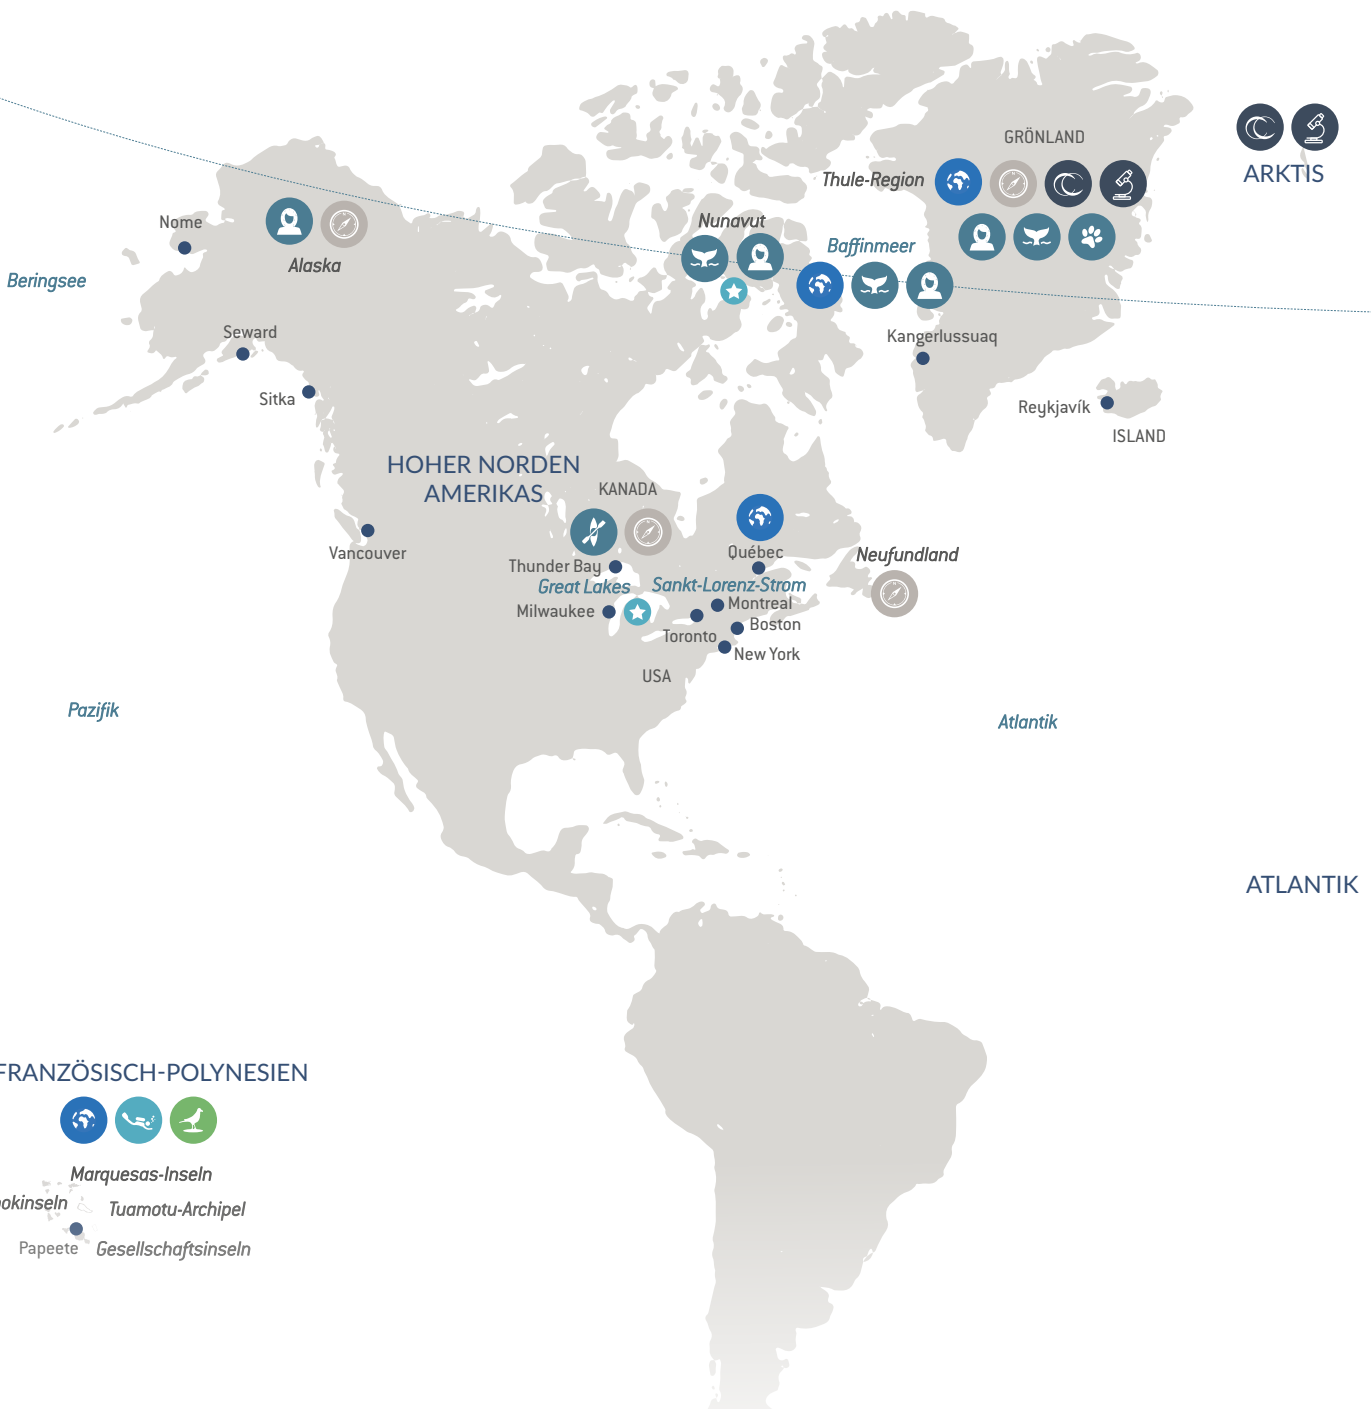 GRÖNLAND
ARKTIS
Thule-Region
Nunavut
Nome
Baffinmeer
Alaska
Beringsee
Seward
Kangerlussuaq
Sitka
Reykjavík
ISLAND
HOHER NORDEN
AMERIKAS
KANADA
Vancouver
Québec
Neufundland
Thunder Bay
Great Lakes
Sankt-Lorenz-Strom
Milwaukee
Montreal
Boston
Toronto
New York
USA
Pazifik
Atlantik
ATLANTIK
FRANZÖSISCH-POLYNESIEN
Marquesas-Inseln
okinseln
Tuamotu-Archipel
Papeete
Gesellschaftsinseln